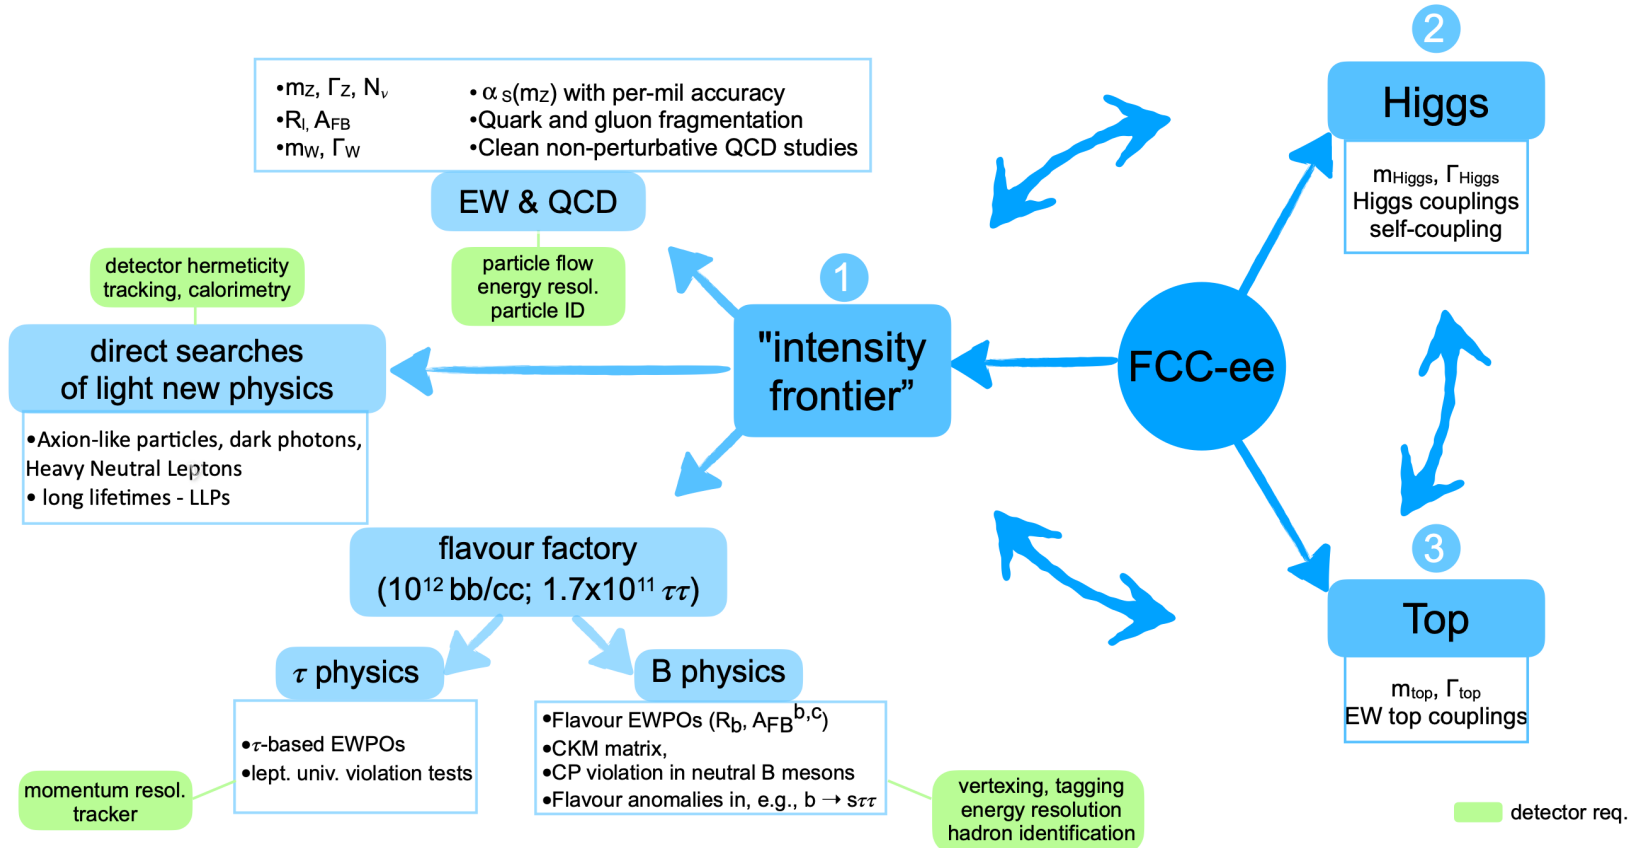 2
Higgs
mHiggs, ΓHiggs
Higgs couplings
self-coupling
•mZ, ΓZ, Nν
•Rl, AFB
•mW, ΓW
• αS(mZ) with per-mil accuracy
•Quark and gluon fragmentation
•Clean non-perturbative QCD studies
EW & QCD
particle flow
energy resol.
particle ID
detector hermeticity
tracking, calorimetry
direct searches
of light new physics
•Axion-like particles, dark photons,
Heavy Neutral Leptons
• long lifetimes - LLPs
1
"intensity
frontier”
FCC-ee
flavour factory
(10¹² bb/cc; 1.7x10¹¹ ττ)
τ physics
•τ-based EWPOs
•lept. univ. violation tests
momentum resol.
tracker
B physics
•Flavour EWPOs (Rb, AFBb,c)
•CKM matrix,
•CP violation in neutral B mesons
•Flavour anomalies in, e.g., b → sττ
vertexing, tagging
energy resolution
hadron identification
3
Top
mtop, Γtop
EW top couplings
detector req.